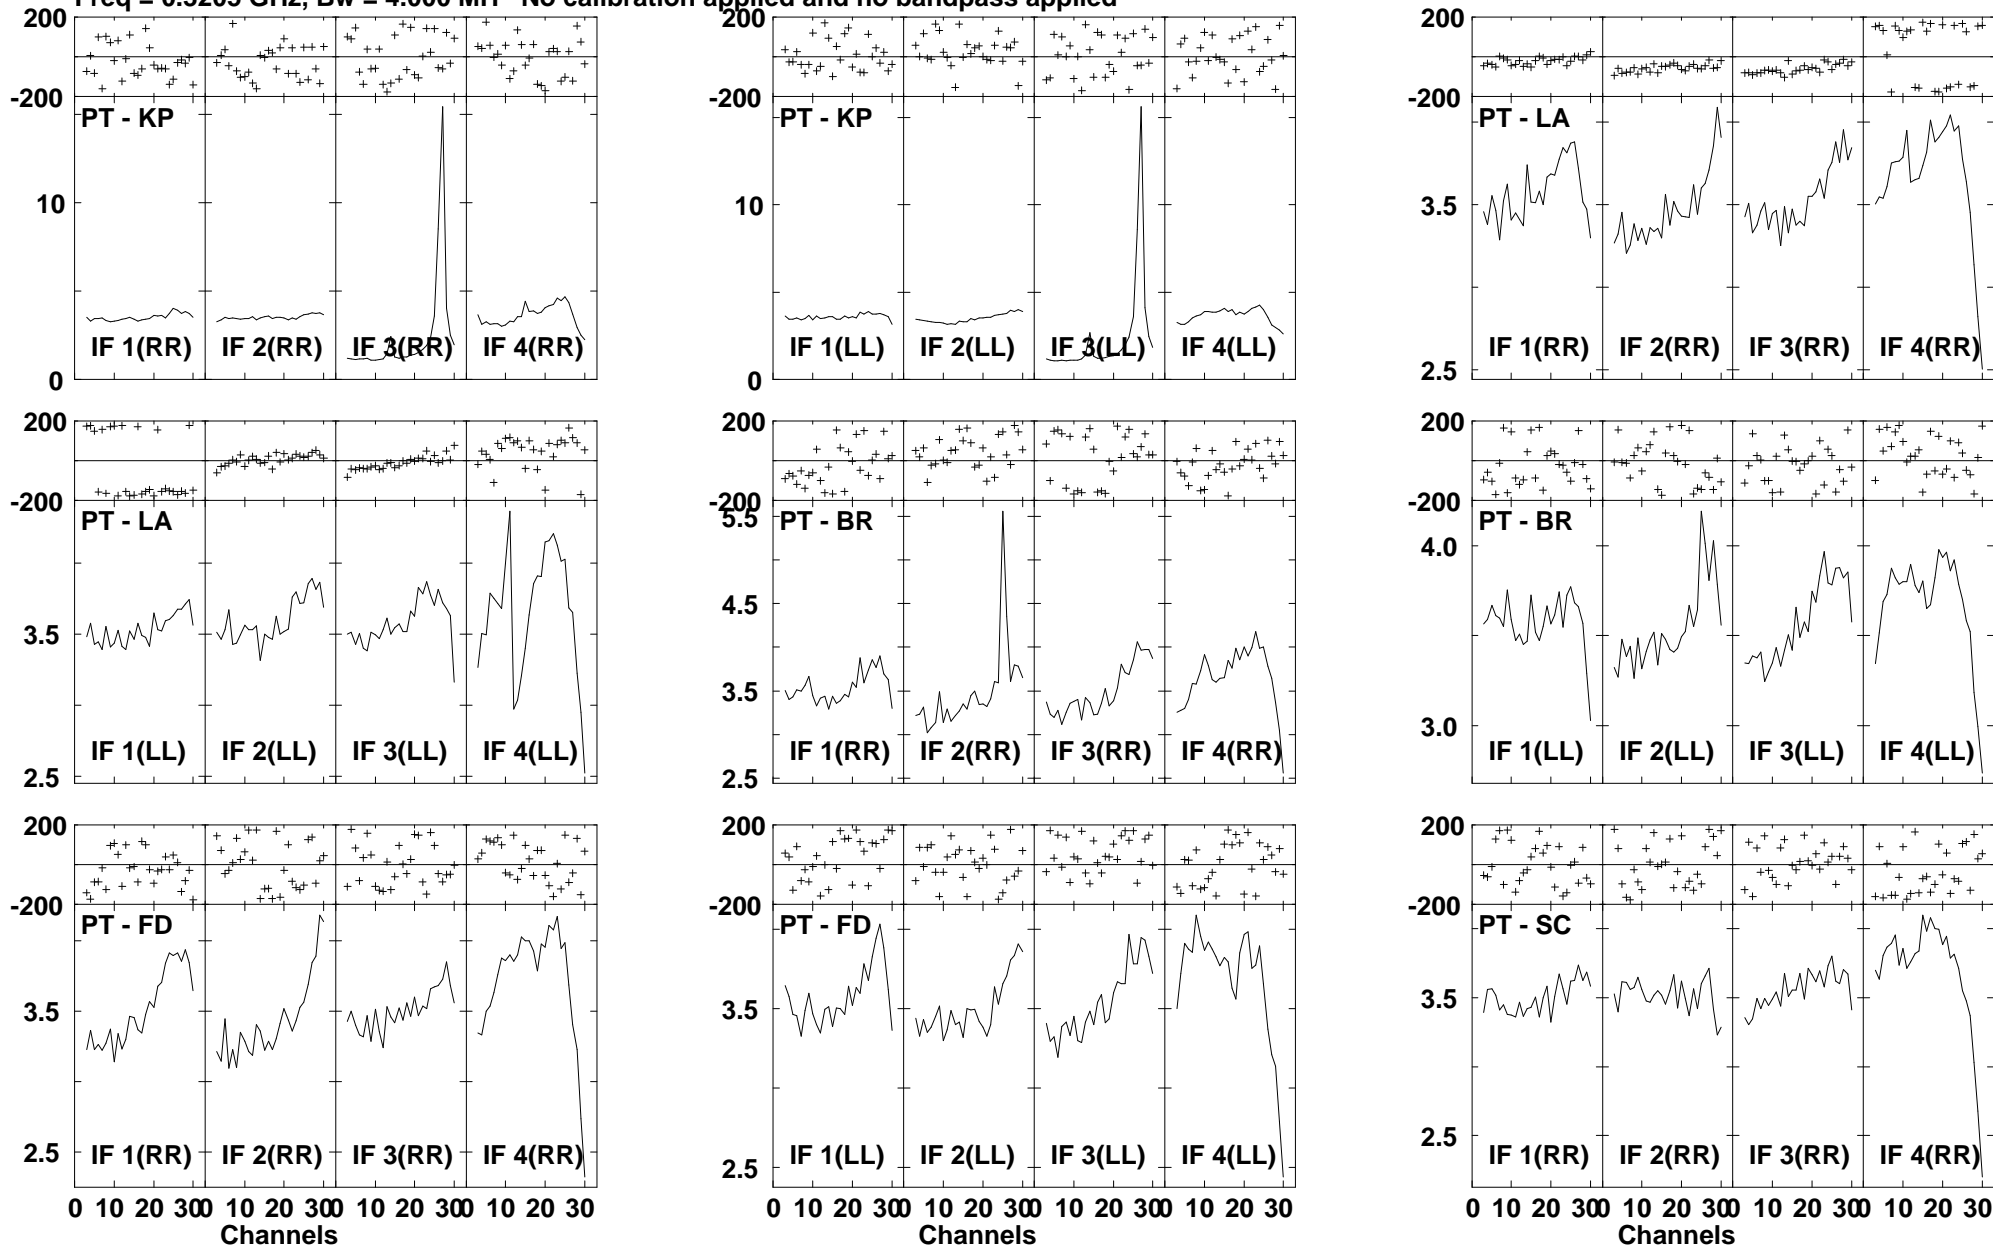 No calibration applied and no bandpass applied
200
-200
PT - KP
10
0
IF 1(RR) IF 2(RR) IF 3(RR) IF 4(RR)
200
-200
PT - KP
10
0
IF 1(LL) IF 2(LL) IF 3(LL) IF 4(LL)
200
-200
PT - LA
3.5
2.5
IF 1(RR) IF 2(RR) IF 3(RR) IF 4(RR)
200
-200
PT - LA
3.5
2.5
IF 1(LL) IF 2(LL) IF 3(LL) IF 4(LL)
200
-200
5.5
PT - BR
4.5
3.5
2.5
IF 1(RR) IF 2(RR) IF 3(RR) IF 4(RR)
200
-200
PT - BR
4.0
3.0
IF 1(LL) IF 2(LL) IF 3(LL) IF 4(LL)
200
-200
PT - FD
3.5
2.5
IF 1(RR) IF 2(RR) IF 3(RR) IF 4(RR)
0 10 20 30 0 10 20 30 0 10 20 30 0 10 20 30
Channels
200
-200
PT - FD
3.5
2.5
IF 1(LL) IF 2(LL) IF 3(LL) IF 4(LL)
0 10 20 30 0 10 20 30 0 10 20 30 0 10 20 30
Channels
200
-200
PT - SC
3.5
2.5
IF 1(RR) IF 2(RR) IF 3(RR) IF 4(RR)
0 10 20 30 0 10 20 30 0 10 20 30 0 10 20 30
Channels